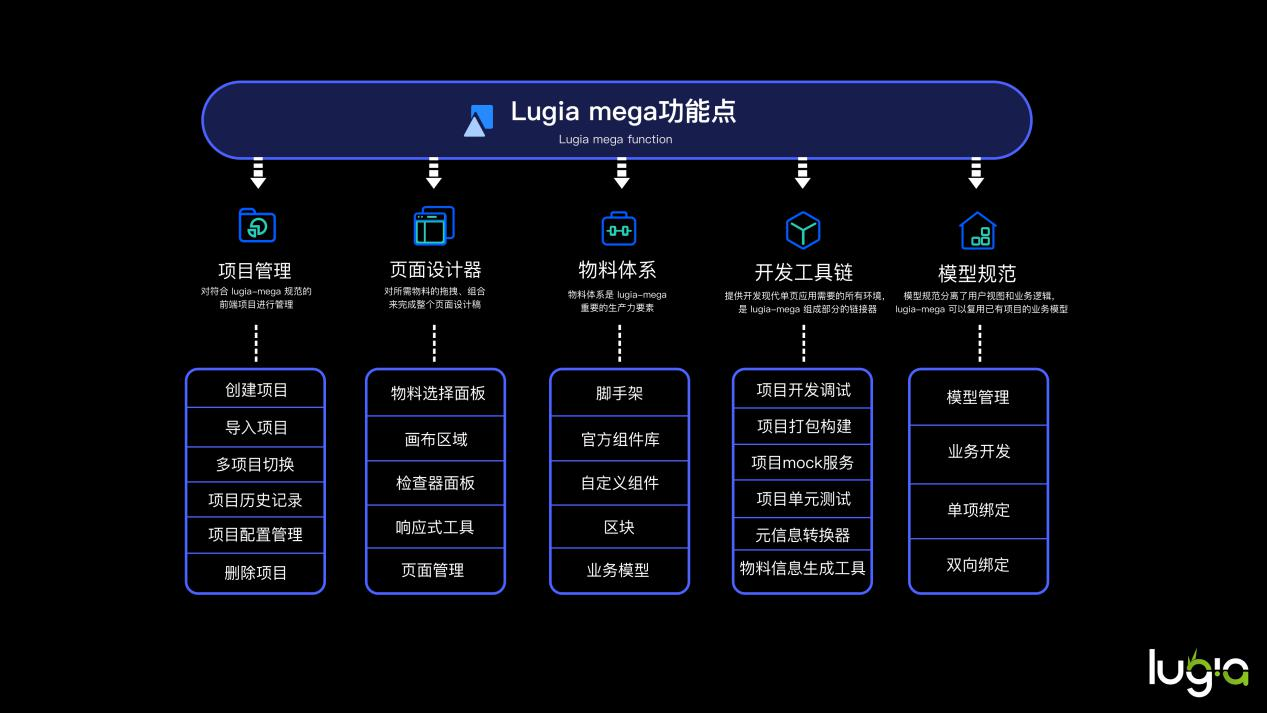 Lugia mega功能点
Lugia mega function
项目管理
对符合 lugia-mega 规范的
前端项目进行管理
创建项目
导入项目
多项目切换
项目历史记录
项目配置管理
删除项目
页面设计器
对所需物料的拖拽、组合
来完成整个页面设计稿
物料选择面板
画布区域
检查器面板
响应式工具
页面管理
物料体系
物料体系是 lugia-mega
重要的生产力要素
脚手架
官方组件库
自定义组件
区块
业务模型
开发工具链
提供开发现代单页应用需要的所有环境,
是 lugia-mega 组成部分的链接器
项目开发调试
项目打包构建
项目mock服务
项目单元测试
元信息转换器
物料信息生成工具
模型规范
模型规范分离了用户视图和业务逻辑,
lugia-mega 可以复用已有项目的业务模型
模型管理
业务开发
单项绑定
双向绑定
lugia